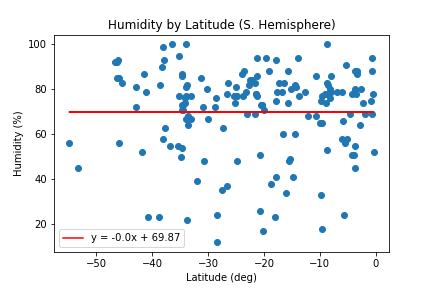 Humidity by Latitude (S. Hemisphere)
100
80
60
40
20
Humidity (%)
y = -0.0x + 69.87
−50
−40
−30
−20
−10
0
Latitude (deg)